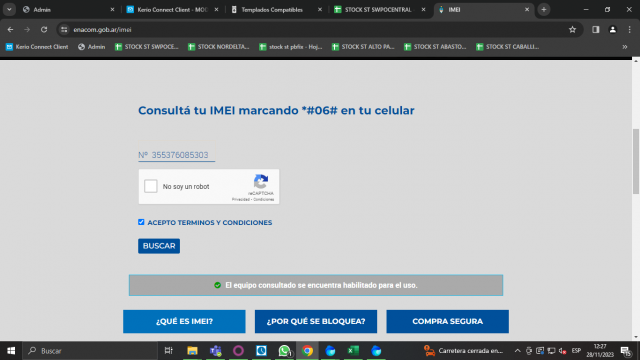 Admin
Kerio Connect Client - MOO
Templados Compatibles
STOCK ST SWPOCENTRAL
IMEI
enacom.gob.ar/imei
Kerio Connect Client
Admin
STOCK ST SWPOCE...
STOCK NORDELTA...
stock st pbfix - Hoj...
STOCK ST ALTO PA...
STOCK ST ABASTO...
STOCK ST CABALLI...
Consultá tu IMEI marcando *#06# en tu celular
Nº 355376085303
No soy un robot
reCAPTCHA
Privacidad - Condiciones
ACEPTO TERMINOS Y CONDICIONES
BUSCAR
El equipo consultado se encuentra habilitado para el uso.
¿QUÉ ES IMEI?
¿POR QUÉ SE BLOQUEA?
COMPRA SEGURA
Buscar
Carretera cerrada en...
ESP
12:27
28/11/2023